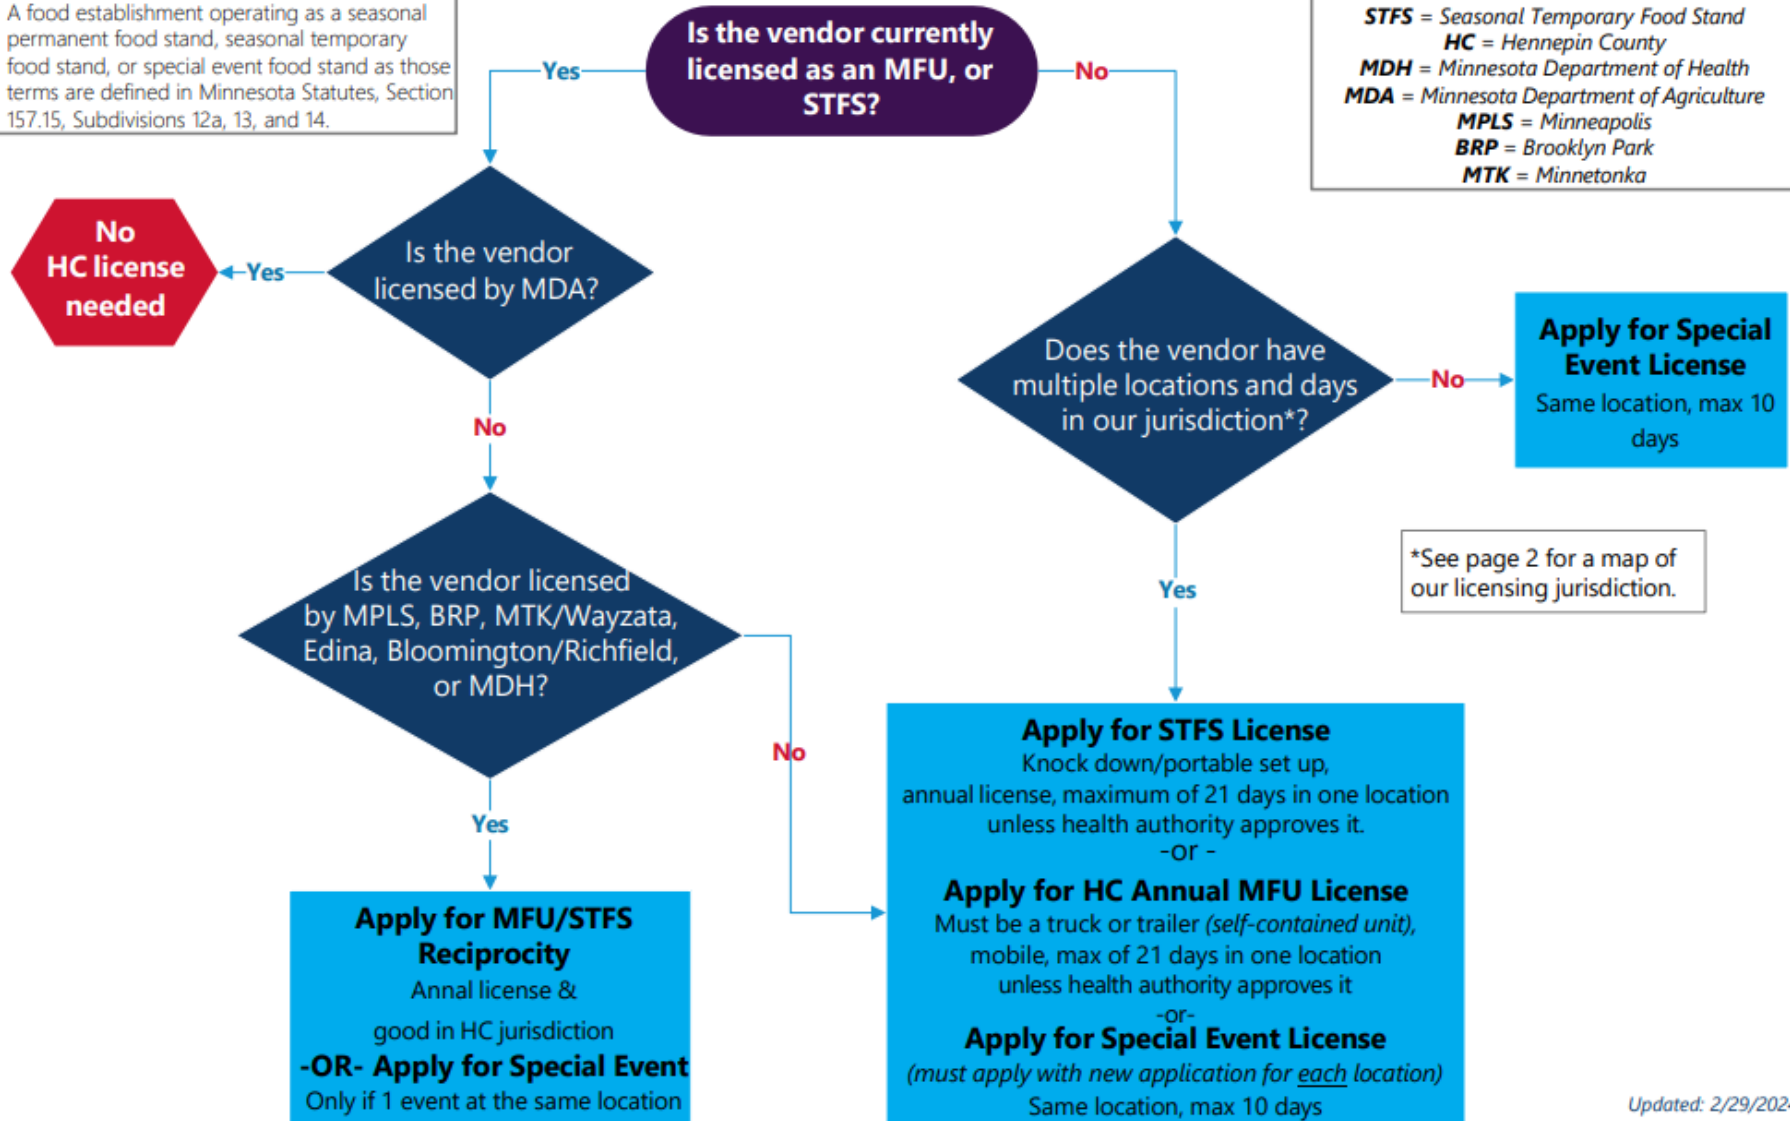 A food establishment operating as a seasonal
permanent food stand, seasonal temporary
food stand, or special event food stand as those
terms are defined in Minnesota Statutes, Section
157.15, Subdivisions 12a, 13, and 14.
Is the vendor currently
licensed as an MFU, or
STFS?
STFS = Seasonal Temporary Food Stand
HC = Hennepin County
MDH = Minnesota Department of Health
MDA = Minnesota Department of Agriculture
MPLS = Minneapolis
BRP = Brooklyn Park
MTK = Minnetonka
Yes
No
Is the vendor
licensed by MDA?
Yes
No
HC license
needed
No
Does the vendor have
multiple locations and days
in our jurisdiction*?
No
Apply for Special
Event License
Same location, max 10
days
*See page 2 for a map of
our licensing jurisdiction.
Yes
Is the vendor licensed
by MPLS, BRP, MTK/Wayzata,
Edina, Bloomington/Richfield,
or MDH?
No
Yes
Apply for MFU/STFS
Reciprocity
Annal license &
good in HC jurisdiction
-OR- Apply for Special Event
Only if 1 event at the same location
Apply for STFS License
Knock down/portable set up,
annual license, maximum of 21 days in one location
unless health authority approves it.
-or -
Apply for HC Annual MFU License
Must be a truck or trailer (self-contained unit),
mobile, max of 21 days in one location
unless health authority approves it
-or-
Apply for Special Event License
(must apply with new application for each location)
Same location, max 10 days
Updated: 2/29/2024